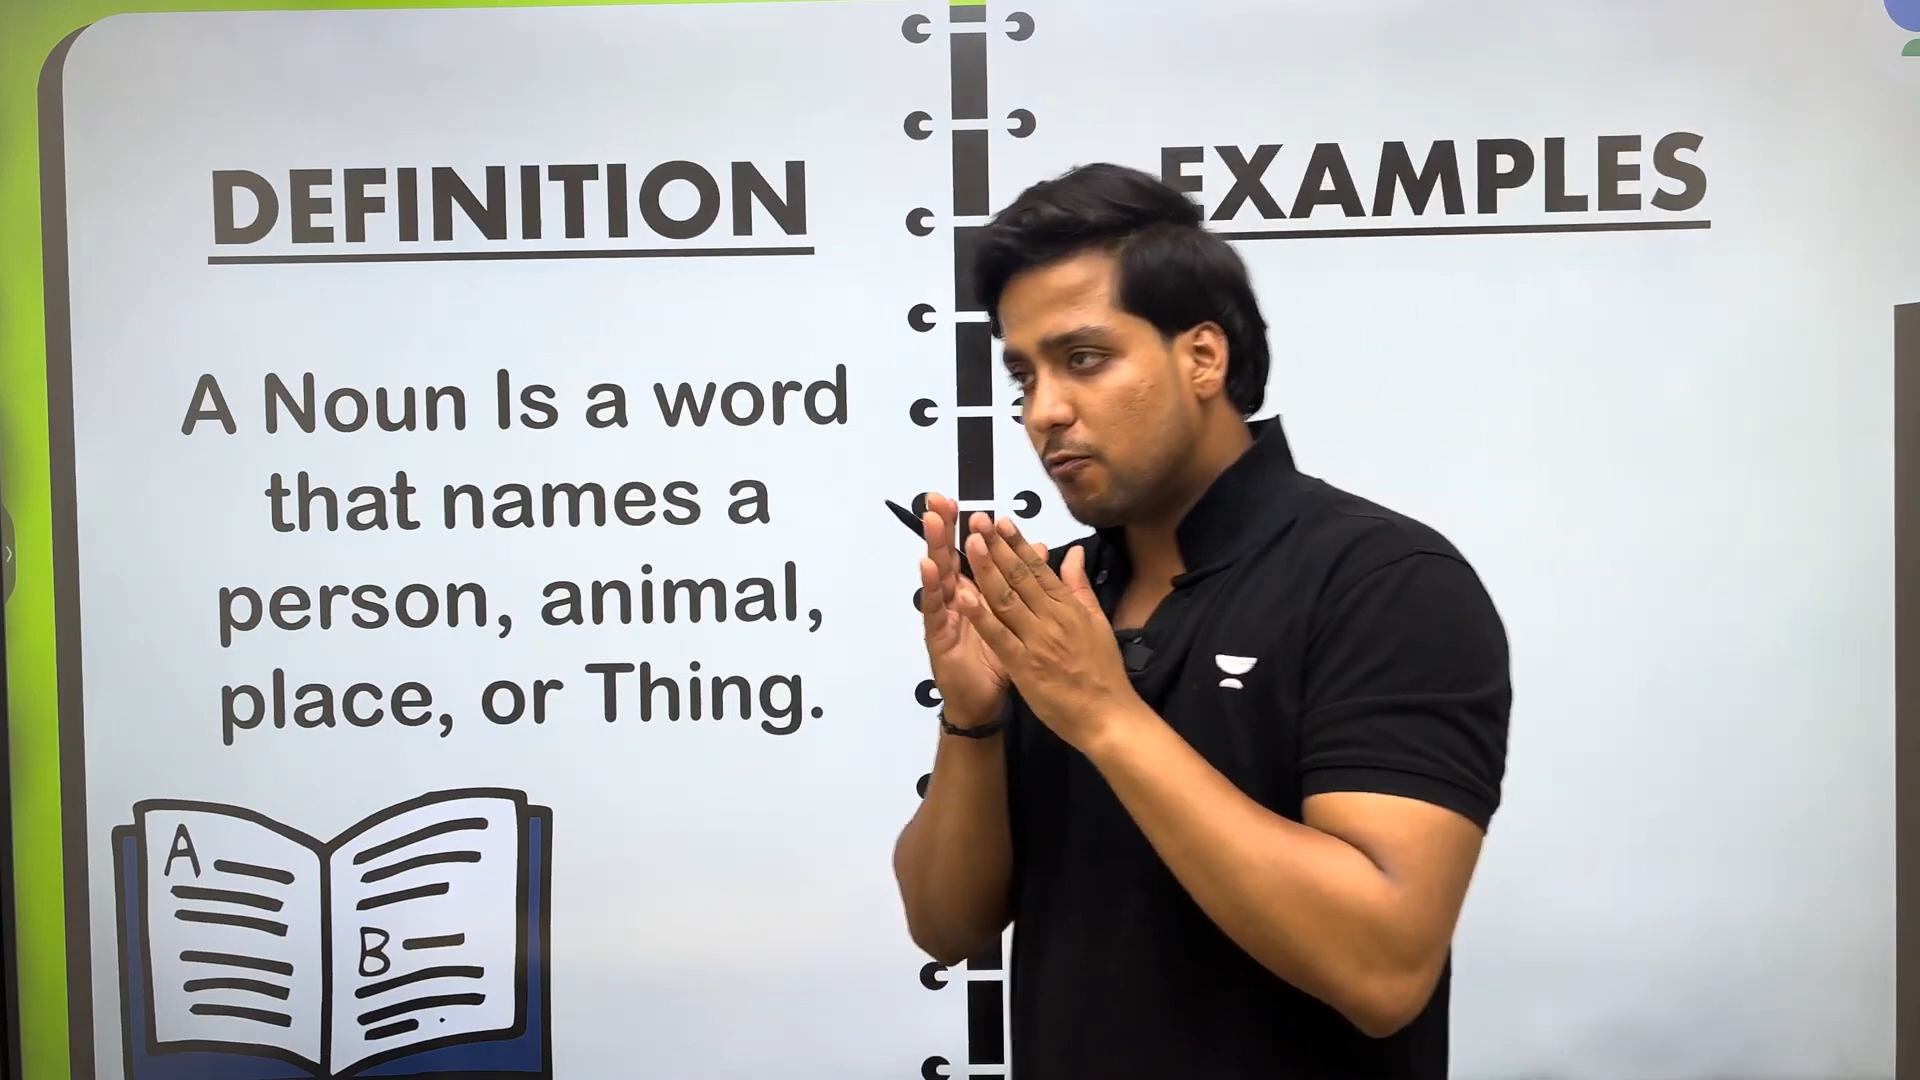 DEFINITION
A Noun Is a word
that names a
person, animal,
place, or Thing.
A
B
EXAMPLES